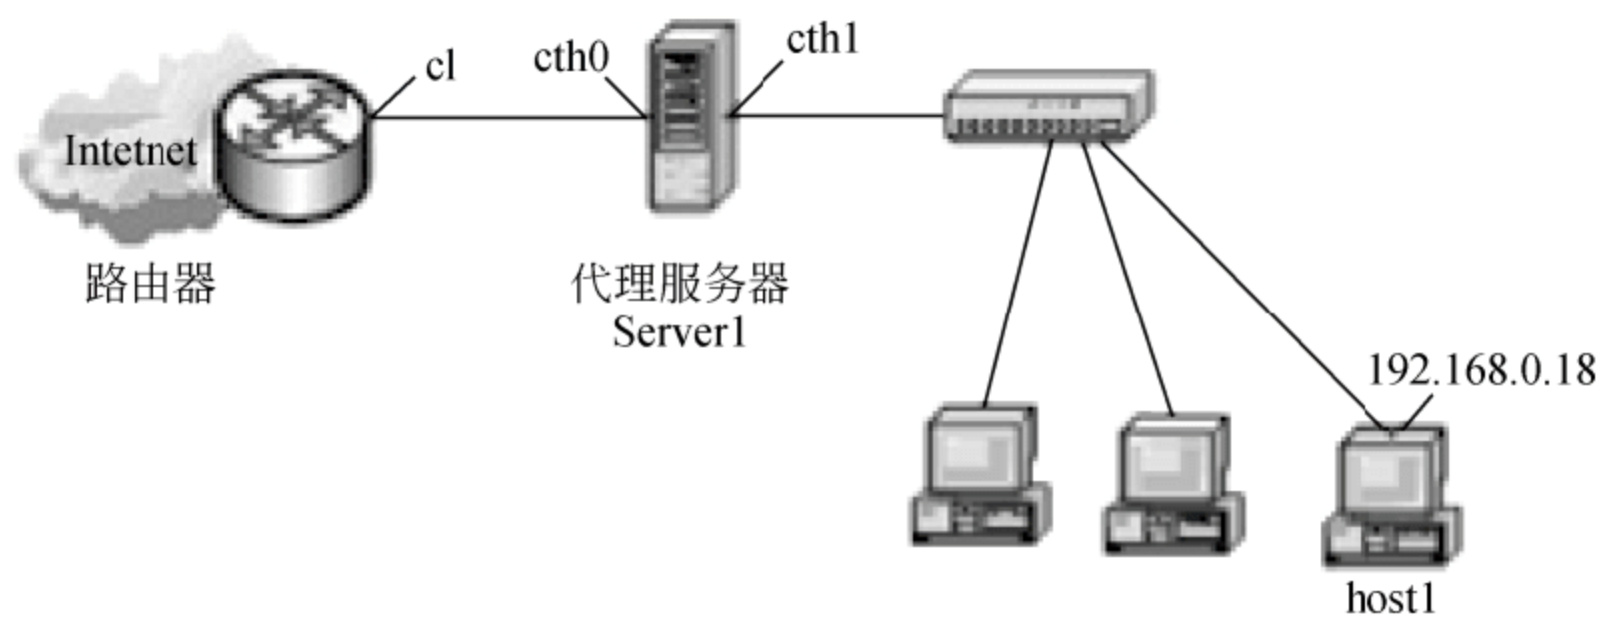 cl
cth0
cth1
Intetnet
路由器
代理服务器
Server1
192.168.0.18
host1